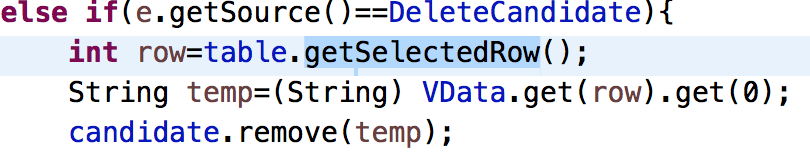 else if(e.getSource()==DeleteCandidate){
int row=table.getSelectedRow();
String temp=(String) VData.get(row).get(0);
candidate.remove(temp);